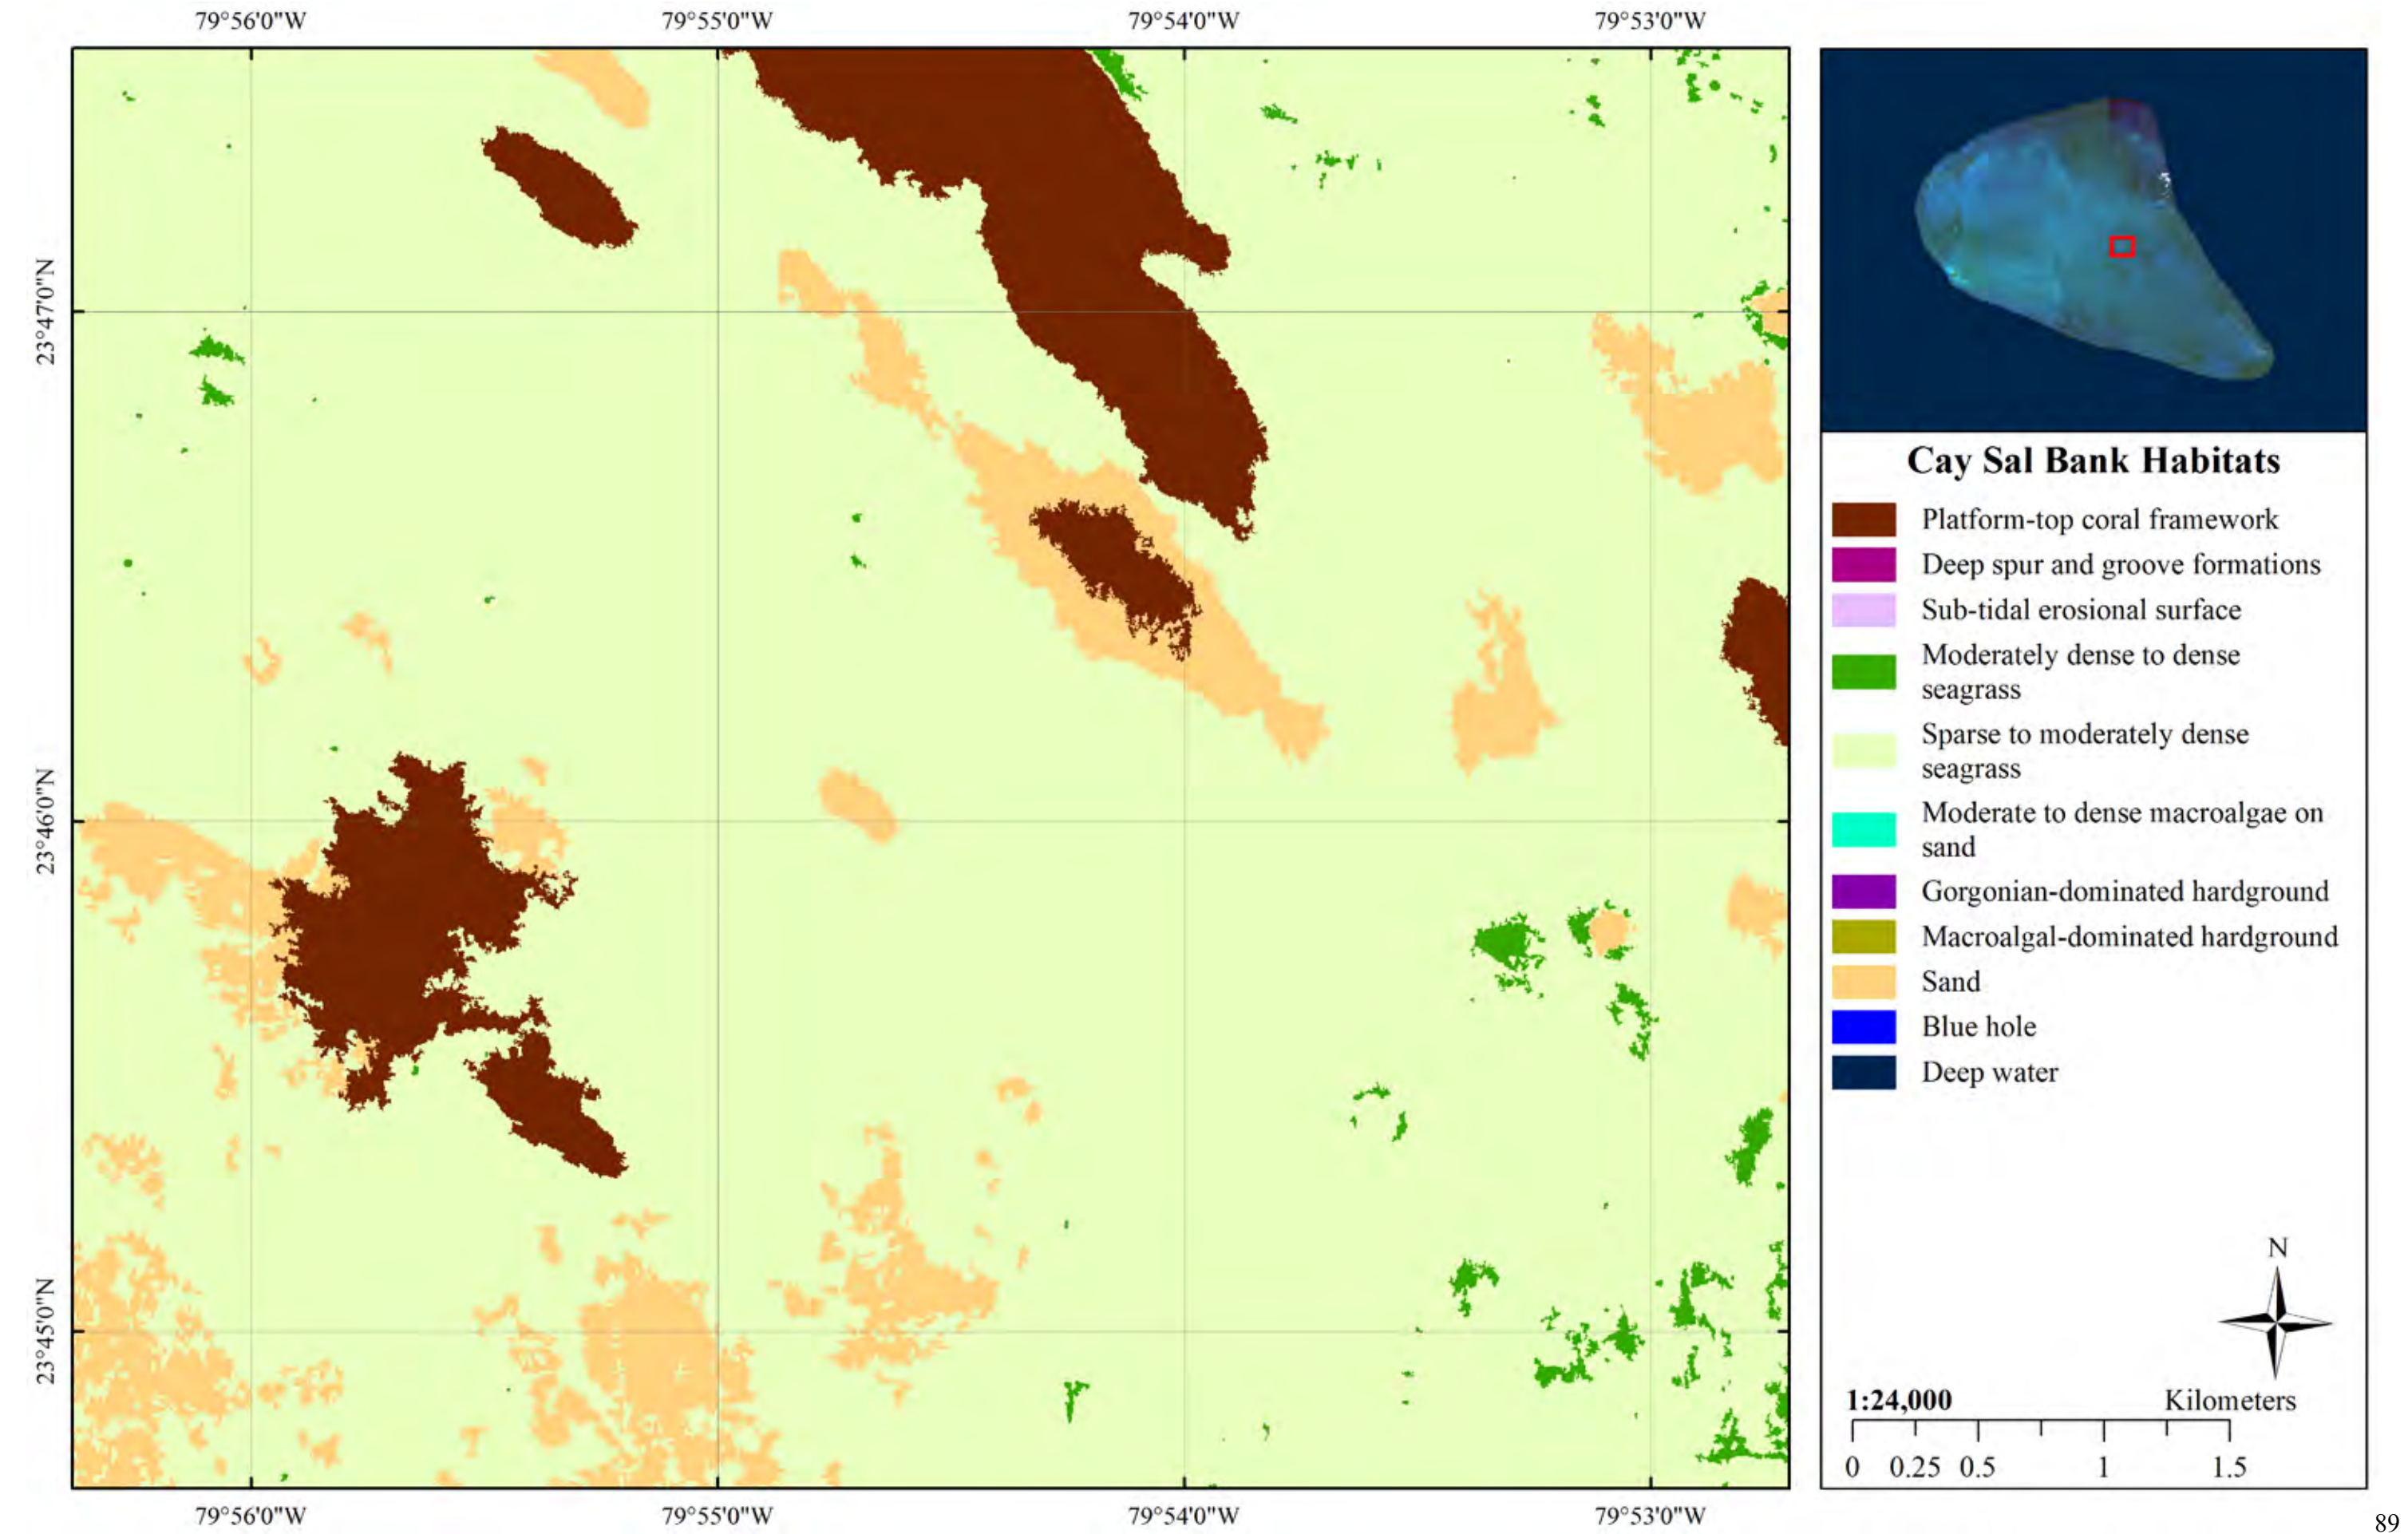 79°56'0"W 79°55'0"W 79°54'0"W 79°53'0"W
23°47'0"N
23°46'0"N
23°45'0"N
79°56'0"W 79°55'0"W 79°54'0"W 79°53'0"W
Cay Sal Bank Habitats
Platform-top coral framework
Deep spur and groove formations
Sub-tidal erosional surface
Moderately dense to dense
seagrass
Sparse to moderately dense
seagrass
Moderate to dense macroalgae on
sand
Gorgonian-dominated hardground
Macroalgal-dominated hardground
Sand
Blue hole
Deep water
N
1:24,000 Kilometers
0 0.25 0.5 1 1.5
89